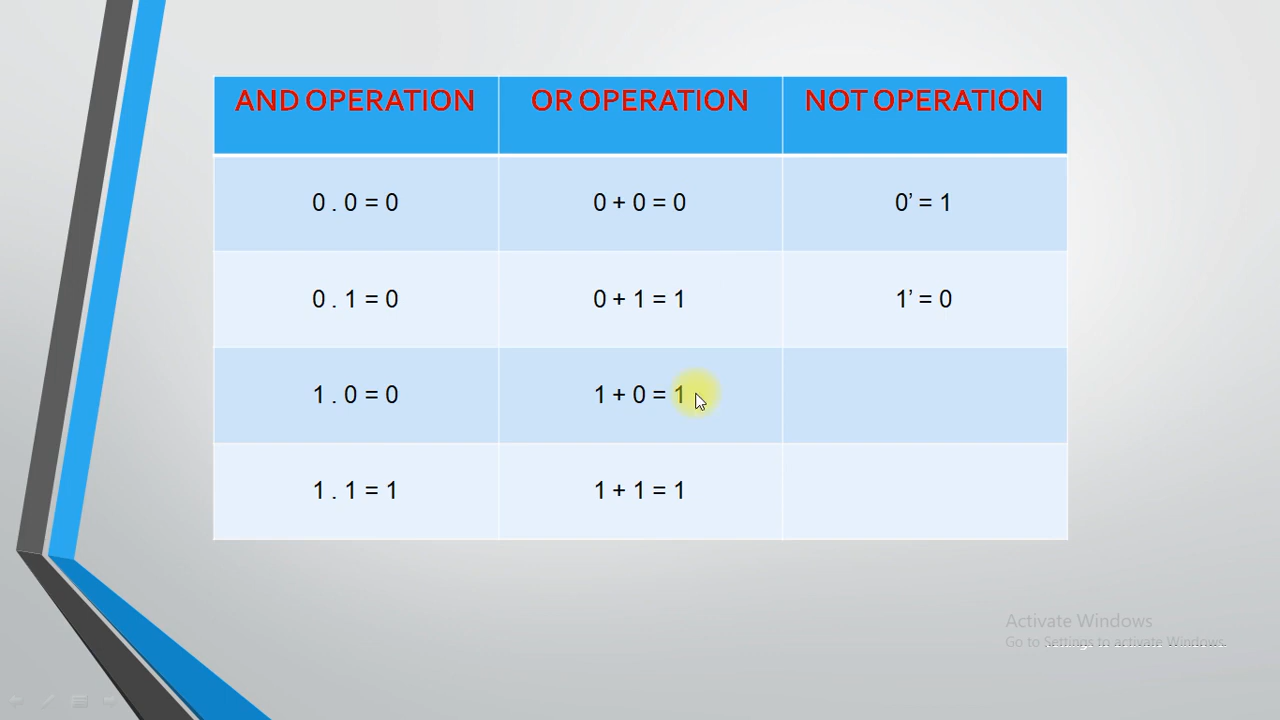 AND OPERATION OR OPERATION NOT OPERATION
0 . 0 = 0 0 + 0 = 0 0’ = 1
0 . 1 = 0 0 + 1 = 1 1’ = 0
1 . 0 = 0 1 + 0 = 1
1 . 1 = 1 1 + 1 = 1
Activate Windows
Go to Settings to activate Windows.